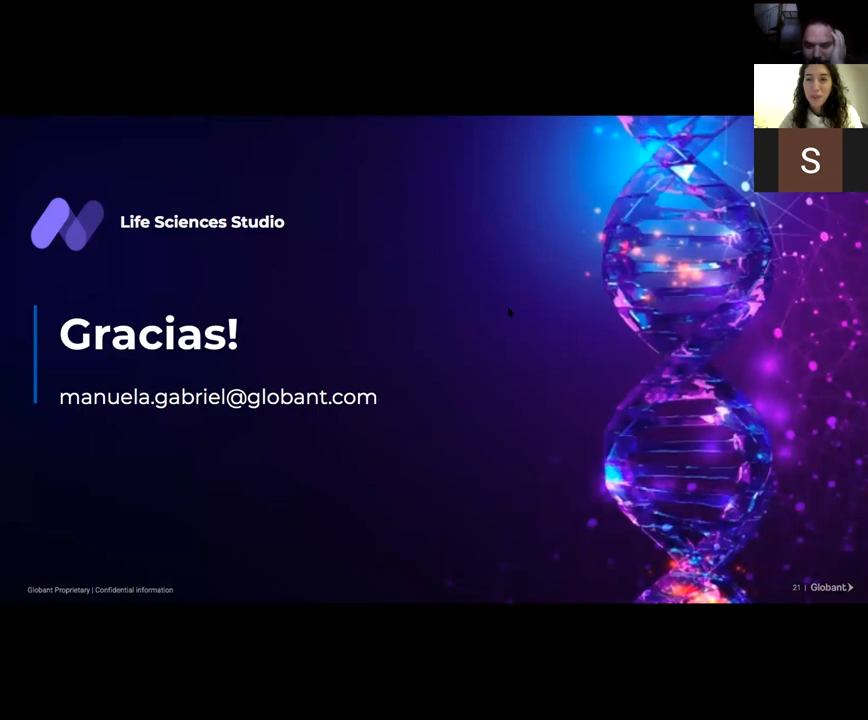 S
Life Sciences Studio
Gracias!
manuela.gabriel@globant.com
Globant Proprietary | Confidential information
21 | Globant